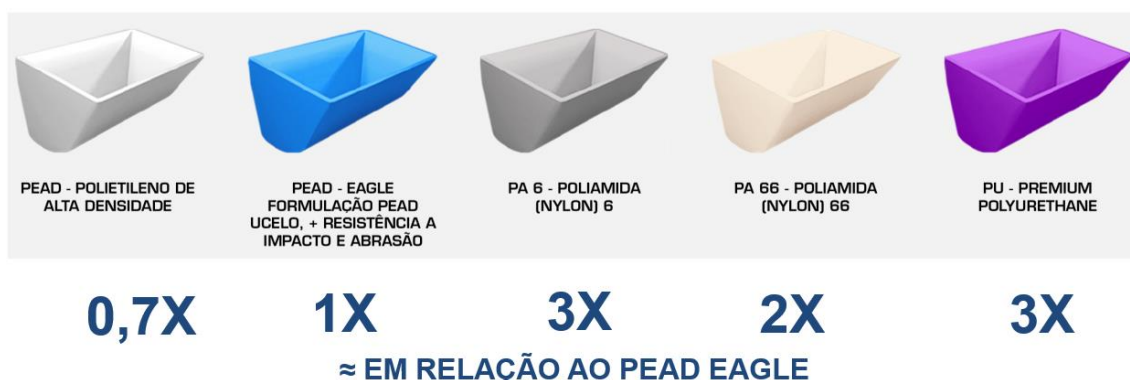 PEAD - POLIETILENO DE
ALTA DENSIDADE
PEAD - EAGLE
FORMULAÇÃO PEAD
UCELO, + RESISTÊNCIA A
IMPACTO E ABRASÃO
PA 6 - POLIAMIDA
(NYLON) 6
PA 66 - POLIAMIDA
(NYLON) 66
PU - PREMIUM
POLYURETHANE
0,7X
1X
3X
2X
3X
≈ EM RELAÇÃO AO PEAD EAGLE